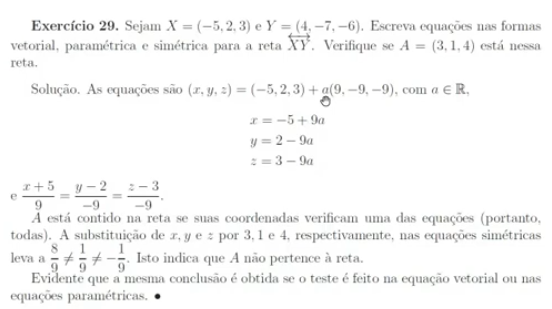 Exercício 29. Sejam X = (−5, 2, 3) e Y = (4, −7, −6). Escreva equações nas formas
vetorial, paramétrica e simétrica para a reta \overleftrightarrow{XY}. Verifique se A = (3, 1, 4) está nessa
reta.
Solução. As equações são (x, y, z) = (−5, 2, 3) + a(9, −9, −9), com a ∈ ℝ,
x = −5 + 9a
y = 2 − 9a
z = 3 − 9a
e \frac{x + 5}{9} = \frac{y − 2}{−9} = \frac{z − 3}{−9}.
A está contido na reta se suas coordenadas verificam uma das equações (portanto,
todas). A substituição de x, y e z por 3, 1 e 4, respectivamente, nas equações simétricas
leva a \frac{8}{9} ≠ \frac{1}{9} ≠ −\frac{1}{9}. Isto indica que A não pertence à reta.
Evidente que a mesma conclusão é obtida se o teste é feito na equação vetorial ou nas
equações paramétricas. •